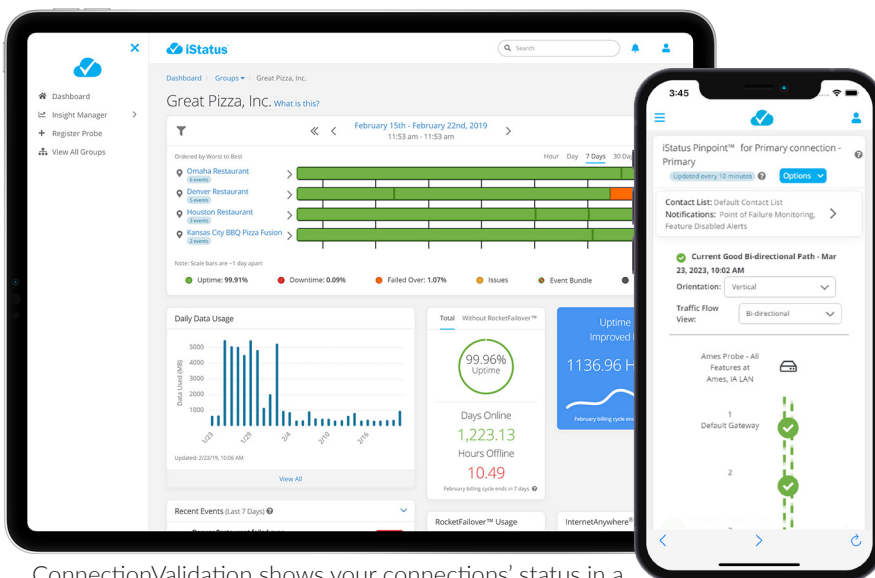 iStatus
Search
Dashboard
Insight Manager
Register Probe
View All Groups
Dashboard > Groups > Great Pizza, Inc.
Great Pizza, Inc. What is this?
February 15th - February 22nd, 2019
11:53 am - 11:53 am
Ordered by Worst to Best
Hour Day 7 Days 30
Omaha Restaurant
6 events
Denver Restaurant
5 events
Houston Restaurant
3 events
Kansas City BBQ Pizza Fusion
2 events
Note: Scale bars are ~1 day apart
Uptime: 99.91% Downtime: 0.09% Failed Over: 1.07% Issues Event Bundle
Daily Data Usage
Data Used (MB)
5000
4000
3000
2000
1000
1/23 1/29 2/4 2/10 2/16
Updated: 2/22/19, 10:06 AM
View All
Total Without RocketFailover™
99.96%
Uptime
Days Online
1,223.13
Hours Offline
10.49
February billing cycle ends in 7 days
Uptime
Improved
1136.96 H
February billing cycle
Recent Events (Last 7 Days)
RocketFailover™ Usage
InternetAnywhere®
3:45
iStatus Pinpoint™ for Primary connection -
Primary
Updated every 10 minutes Options
Contact List: Default Contact List
Notifications: Point of Failure Monitoring,
Feature Disabled Alerts
Current Good Bi-directional Path - Mar
23, 2023, 10:02 AM
Orientation: Vertical
Traffic Flow
View: Bi-directional
Ames Probe - All
Features at
Ames, IA LAN
1
Default Gateway
2
ConnectionValidation shows your connections' status in a